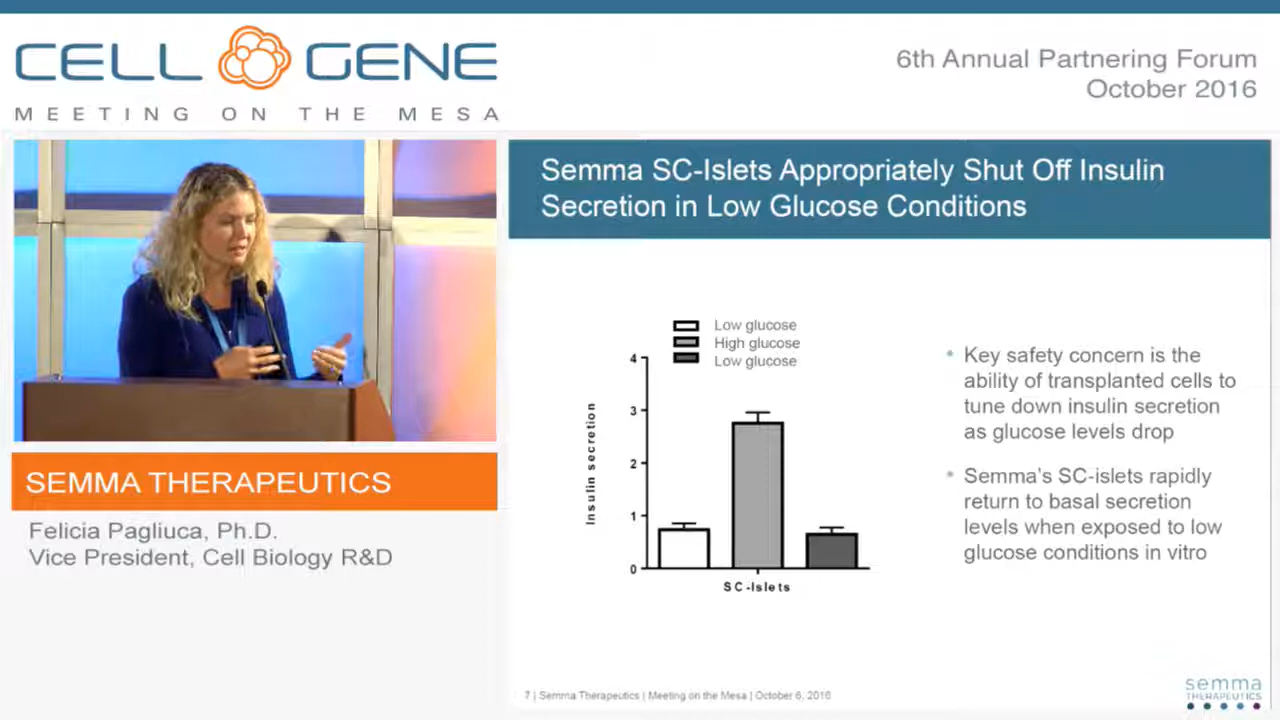 CELL GENE
MEETING ON THE MESA
6th Annual Partnering Forum
October 2016
SEMMA THERAPEUTICS
Felicia Pagliuca, Ph.D.
Vice President, Cell Biology R&D
Semma SC-Islets Appropriately Shut Off Insulin
Secretion in Low Glucose Conditions
Low glucose
High glucose
Low glucose
4
3
2
1
0
Insulin secretion
SC-Islets
• Key safety concern is the
ability of transplanted cells to
tune down insulin secretion
as glucose levels drop
• Semma's SC-islets rapidly
return to basal secretion
levels when exposed to low
glucose conditions in vitro
7 | Semma Therapeutics | Meeting on the Mesa | October 6, 2016
semma
THERAPEUTICS